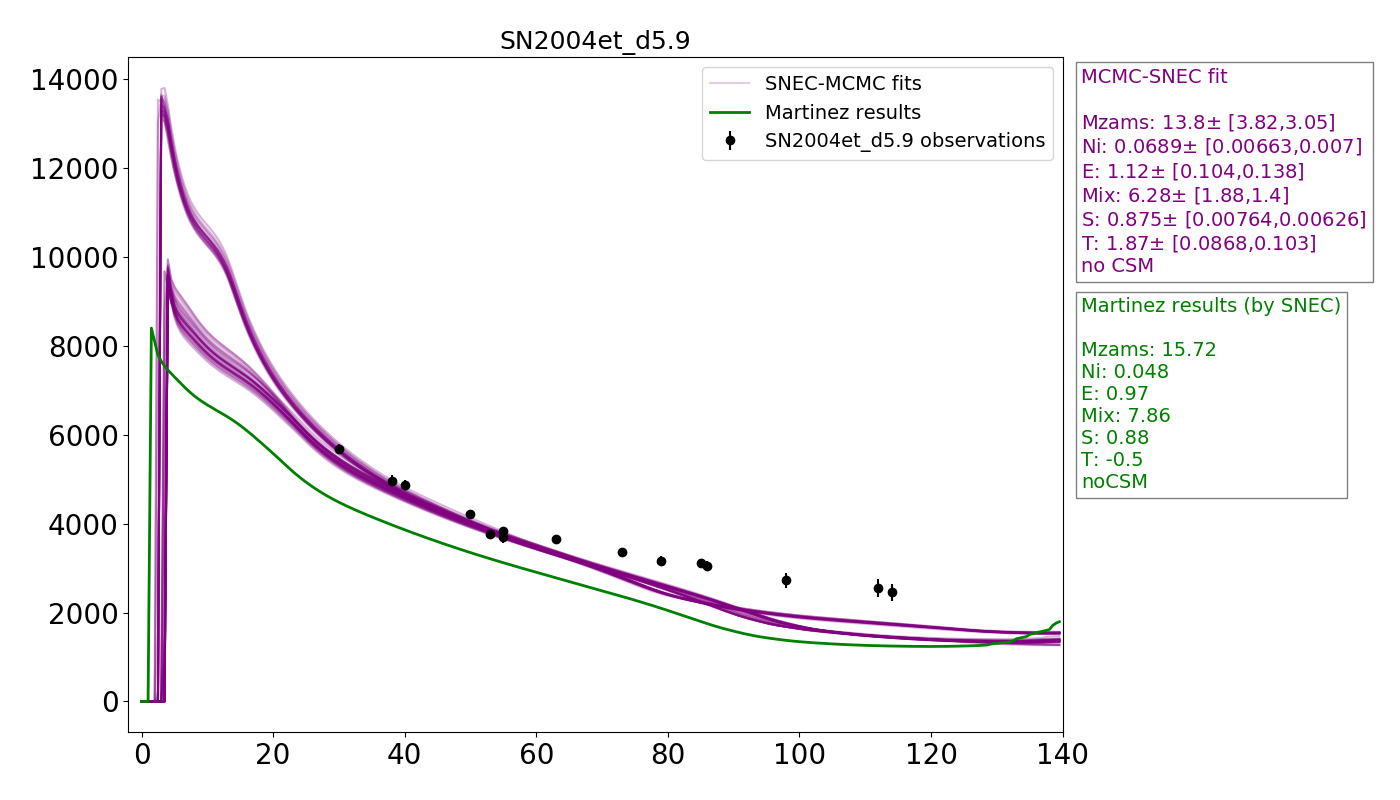 SN2004et_d5.9
14000
12000
10000
8000
6000
4000
2000
0
0 20 40 60 80 100 120 140
SNEC-MCMC fits
Martinez results
SN2004et_d5.9 observations
MCMC-SNEC fit
Mzams: 13.8± [3.82,3.05]
Ni: 0.0689± [0.00663,0.007]
E: 1.12± [0.104,0.138]
Mix: 6.28± [1.88,1.4]
S: 0.875± [0.00764,0.00626]
T: 1.87± [0.0868,0.103]
no CSM
Martinez results (by SNEC)
Mzams: 15.72
Ni: 0.048
E: 0.97
Mix: 7.86
S: 0.88
T: -0.5
noCSM